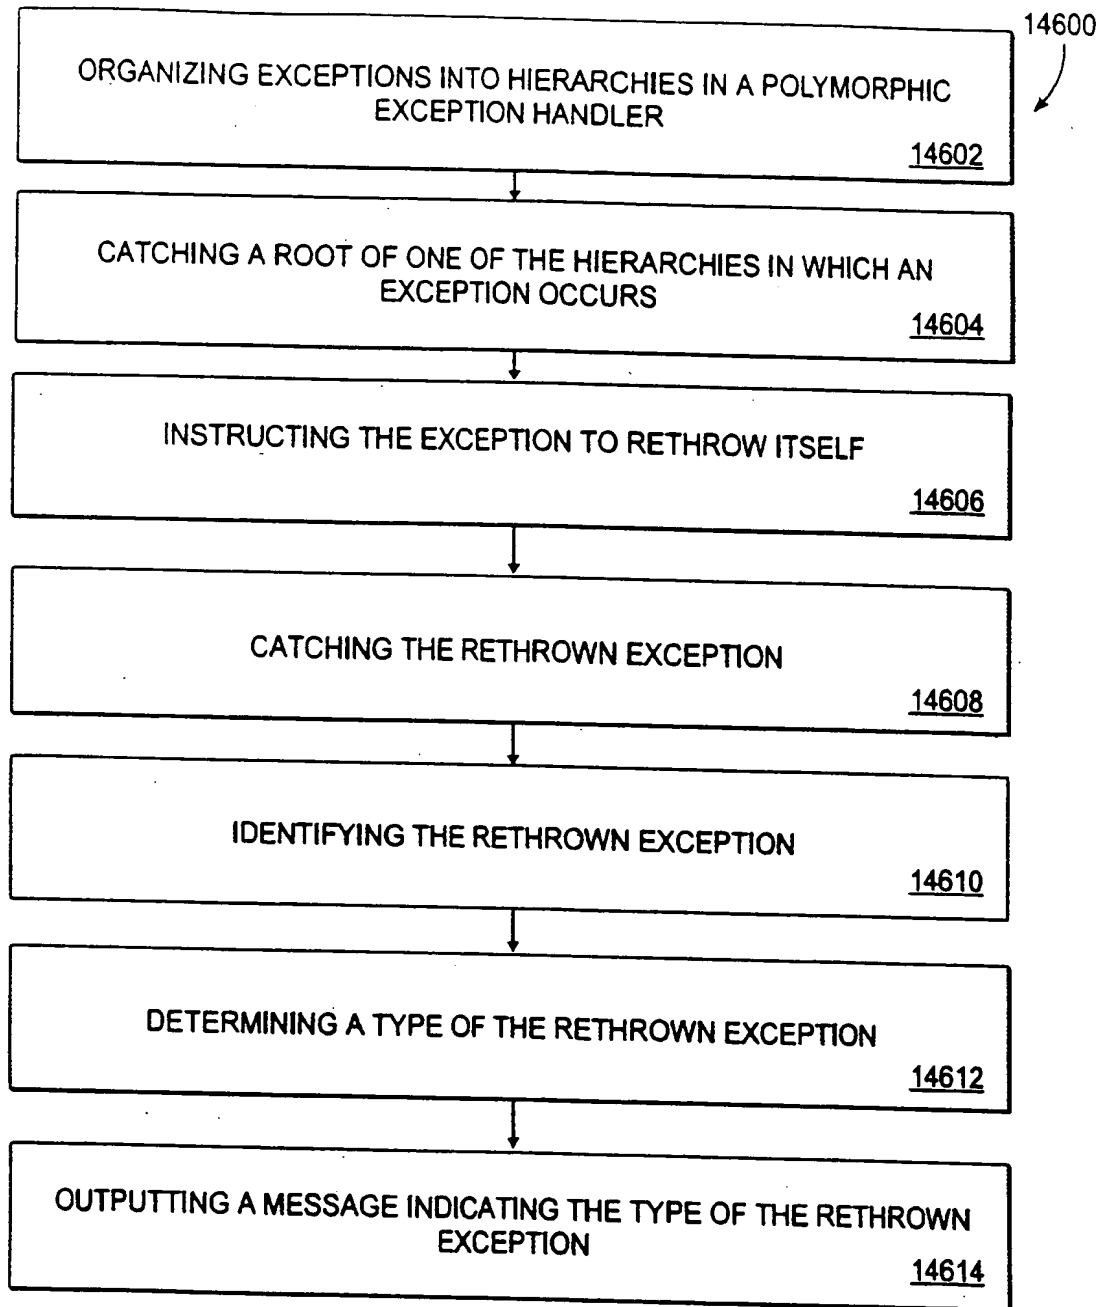 14600
ORGANIZING EXCEPTIONS INTO HIERARCHIES IN A POLYMORPHIC
EXCEPTION HANDLER
14602
CATCHING A ROOT OF ONE OF THE HIERARCHIES IN WHICH AN
EXCEPTION OCCURS
14604
INSTRUCTING THE EXCEPTION TO RETHROW ITSELF
14606
CATCHING THE RETHROWN EXCEPTION
14608
IDENTIFYING THE RETHROWN EXCEPTION
14610
DETERMINING A TYPE OF THE RETHROWN EXCEPTION
14612
OUTPUTTING A MESSAGE INDICATING THE TYPE OF THE RETHROWN
EXCEPTION
14614